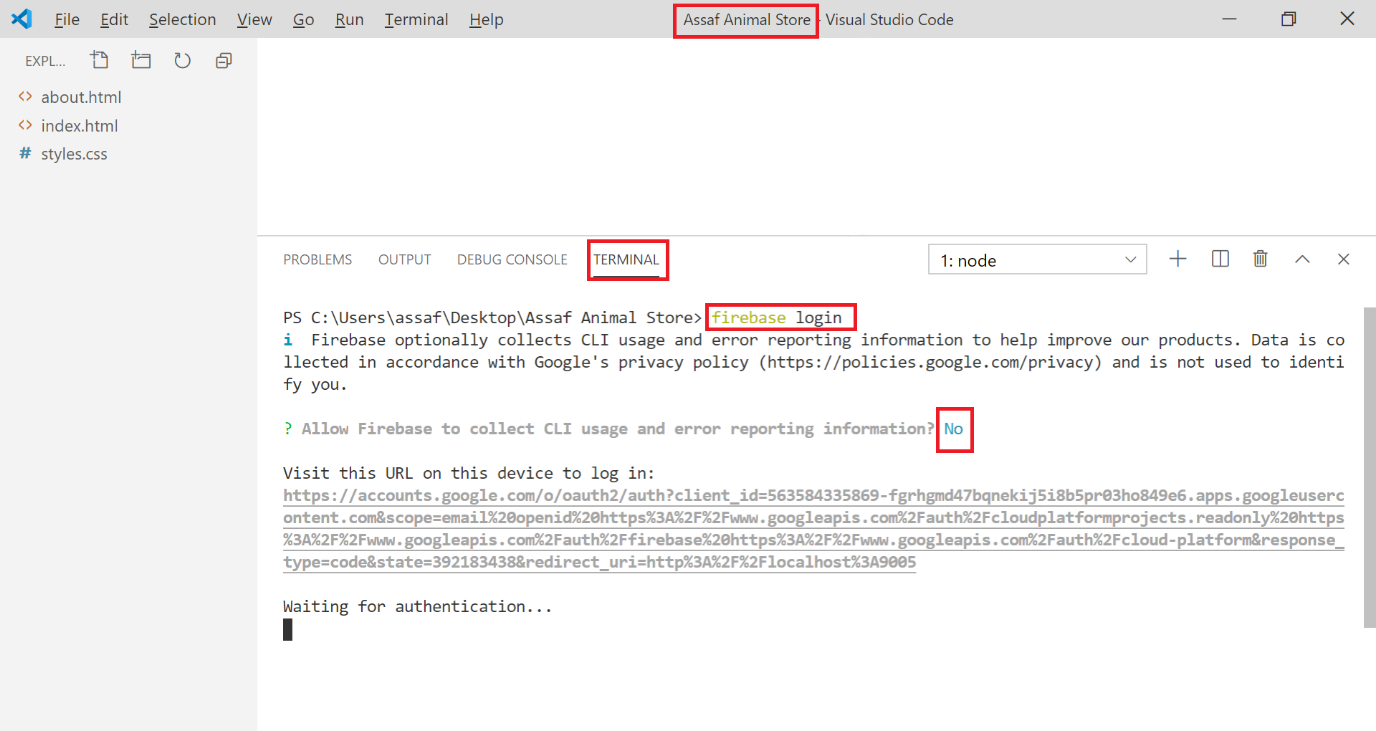 File Edit Selection View Go Run Terminal Help Assaf Animal Store - Visual Studio Code
EXPL...
about.html
index.html
# styles.css
PROBLEMS OUTPUT DEBUG CONSOLE TERMINAL 1: node
PS C:\Users\assaf\Desktop\Assaf Animal Store> firebase login
i Firebase optionally collects CLI usage and error reporting information to help improve our products. Data is co
llected in accordance with Google's privacy policy (https://policies.google.com/privacy) and is not used to identi
fy you.
? Allow Firebase to collect CLI usage and error reporting information? No
Visit this URL on this device to log in:
https://accounts.google.com/o/oauth2/auth?client_id=563584335869-fgrhgmd47bqnekij5i8b5pr03ho849e6.apps.googleuserc
ontent.com&scope=email%20openid%20https%3A%2F%2Fwww.googleapis.com%2Fauth%2Fcloudplatformprojects.readonly%20https
%3A%2F%2Fwww.googleapis.com%2Fauth%2Ffirebase%20https%3A%2F%2Fwww.googleapis.com%2Fauth%2Fcloud-platform&response_
type=code&state=392183438&redirect_uri=http%3A%2F%2Flocalhost%3A9005
Waiting for authentication...